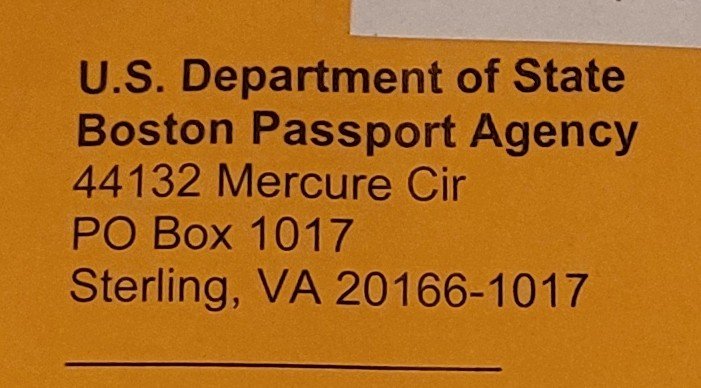 U.S. Department of State
Boston Passport Agency
44132 Mercure Cir
PO Box 1017
Sterling, VA 20166-1017